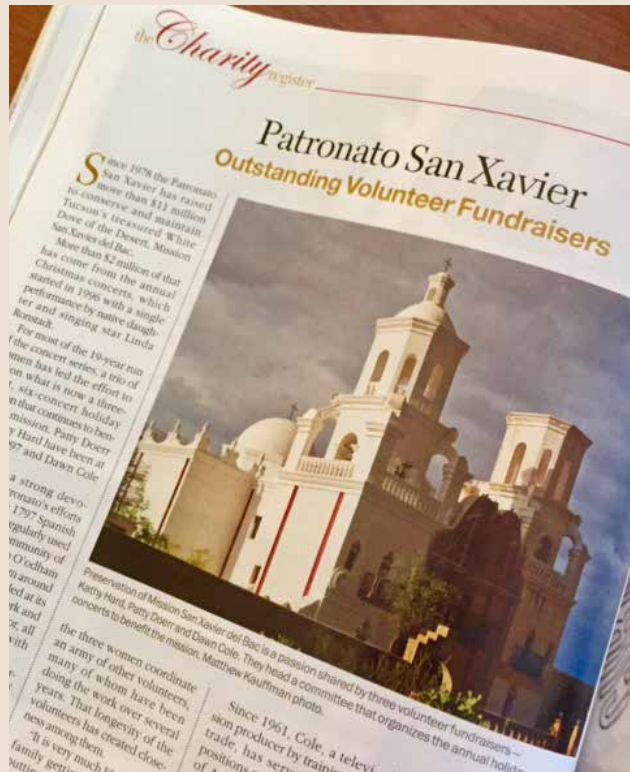 the Charity register
Patronato San Xavier
Outstanding Volunteer Fundraisers
Since 1978 the Patronato
San Xavier has raised
more than $11 million
to conserve and maintain
Tucson's treasured White
Dove of the Desert, Mission
San Xavier del Bac.
More than $2 million of that
has come from the annual
Christmas concerts, which
started in 1996 with a single
performance by native daugh-
ter and singing star Linda
Ronstadt.
For most of the 19-year run
of the concert series, a trio of
women has led the effort to
on what is now a three-
, six-concert holiday
on that continues to ben-
mission. Patty Doerr
y Hard have been at
997 and Dawn Cole
a strong devo-
ronato's efforts
1797 Spanish
egularly used
ommunity of
O'odham
m around
led at its
rk and
or, all
with
Preservation of Mission San Xavier del Bac is a passion shared by three volunteer fundraisers –
Kathy Hard, Patty Doerr and Dawn Cole. They head a committee that organizes the annual holiday
concerts to benefit the mission. Matthew Kauffman photo.
the three women coordinate
an army of other volunteers,
many of whom have been
doing the work over several
years. That longevity of the
volunteers has created close-
ness among them.
"It is very much
family getti
Since 1961, Cole, a televi
sion producer by traini
trade, has serv
positions